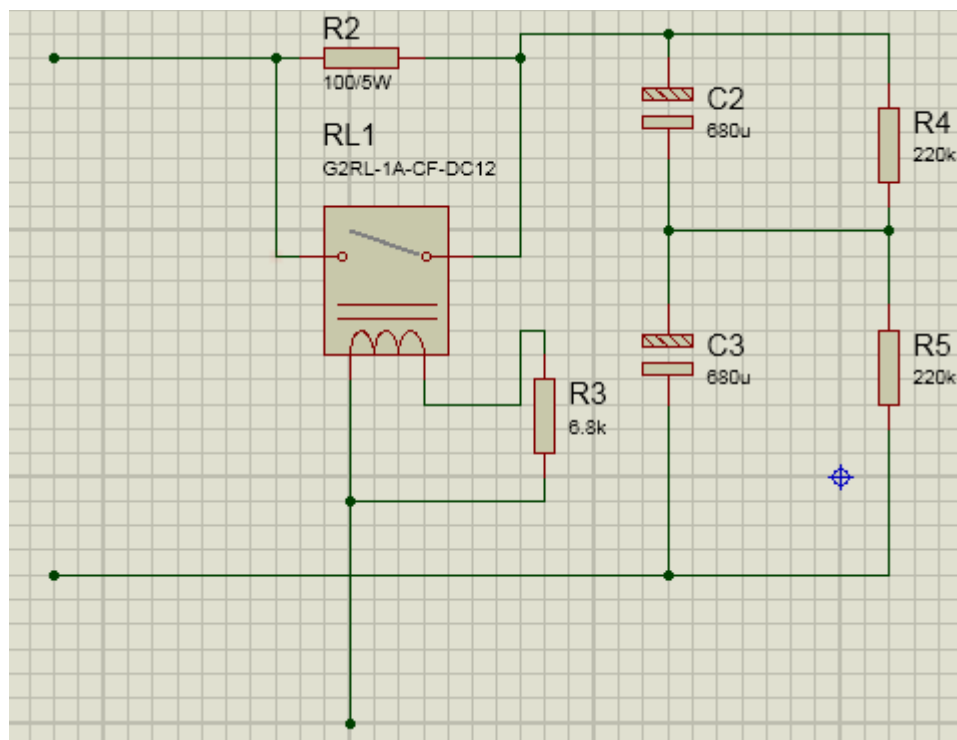 R2
100/5W
RL1
G2RL-1A-CF-DC12
C2
680u
R4
220k
C3
680u
R5
220k
R3
6.8k